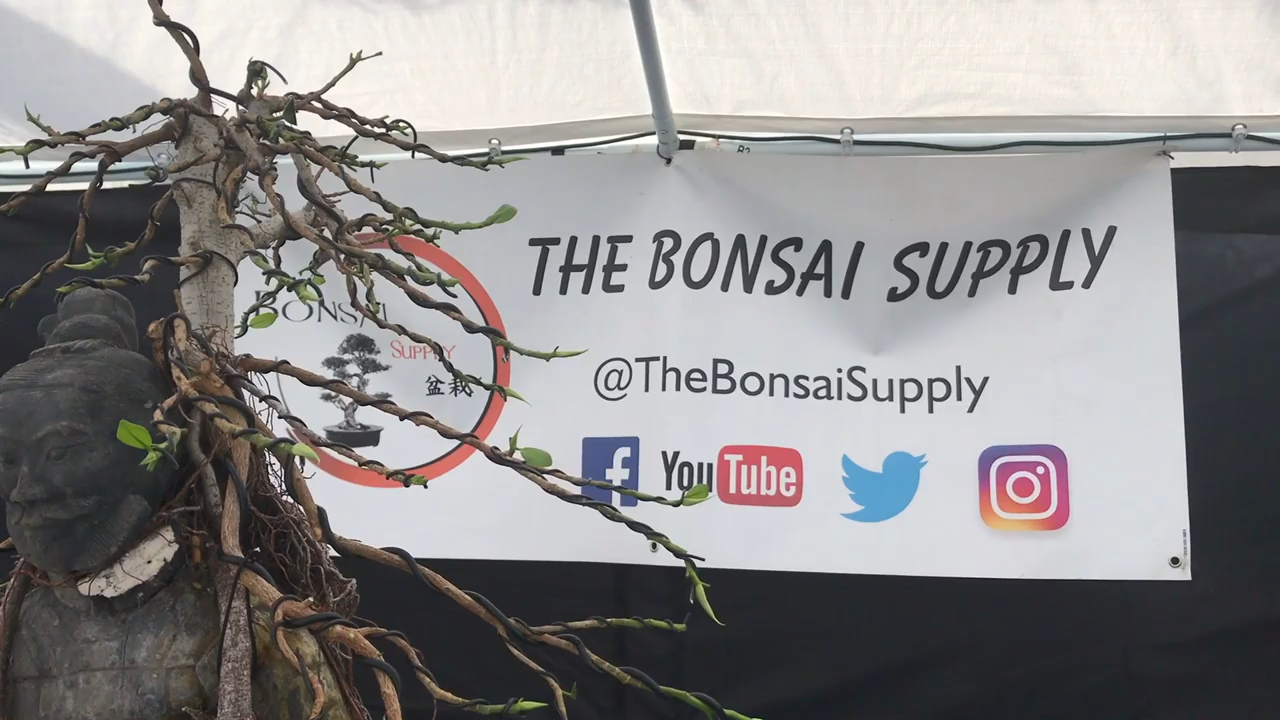 THE BONSAI SUPPLY
BONSAI
SUPPLY
盆栽
@TheBonsaiSupply
f
YouTube